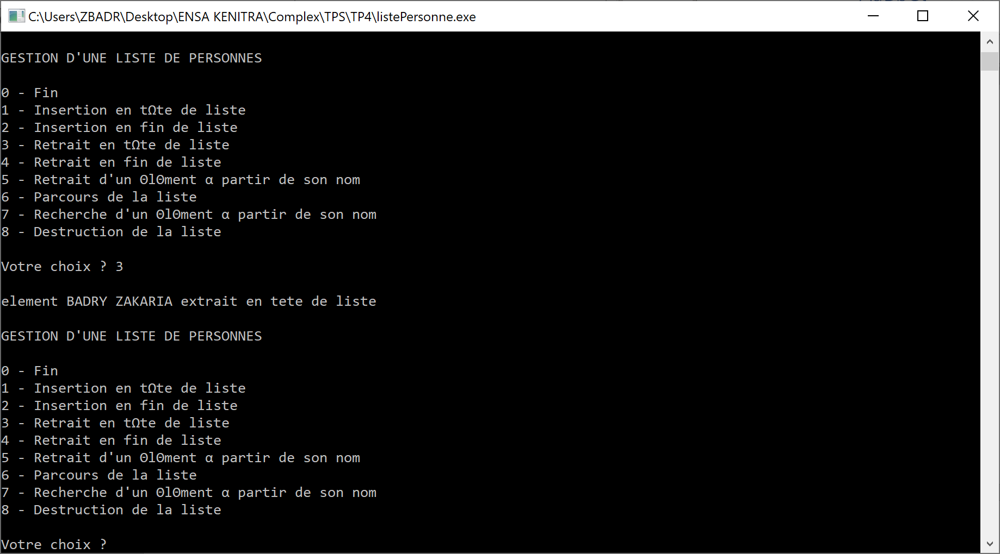 C:\Users\ZBADR\Desktop\ENSA KENITRA\Complex\TPS\TP4\listePersonne.exe
GESTION D'UNE LISTE DE PERSONNES
0 - Fin
1 - Insertion en tΩte de liste
2 - Insertion en fin de liste
3 - Retrait en tΩte de liste
4 - Retrait en fin de liste
5 - Retrait d'un ΘlΘment α partir de son nom
6 - Parcours de la liste
7 - Recherche d'un ΘlΘment α partir de son nom
8 - Destruction de la liste
Votre choix ? 3
element BADRY ZAKARIA extrait en tete de liste
GESTION D'UNE LISTE DE PERSONNES
0 - Fin
1 - Insertion en tΩte de liste
2 - Insertion en fin de liste
3 - Retrait en tΩte de liste
4 - Retrait en fin de liste
5 - Retrait d'un ΘlΘment α partir de son nom
6 - Parcours de la liste
7 - Recherche d'un ΘlΘment α partir de son nom
8 - Destruction de la liste
Votre choix ?